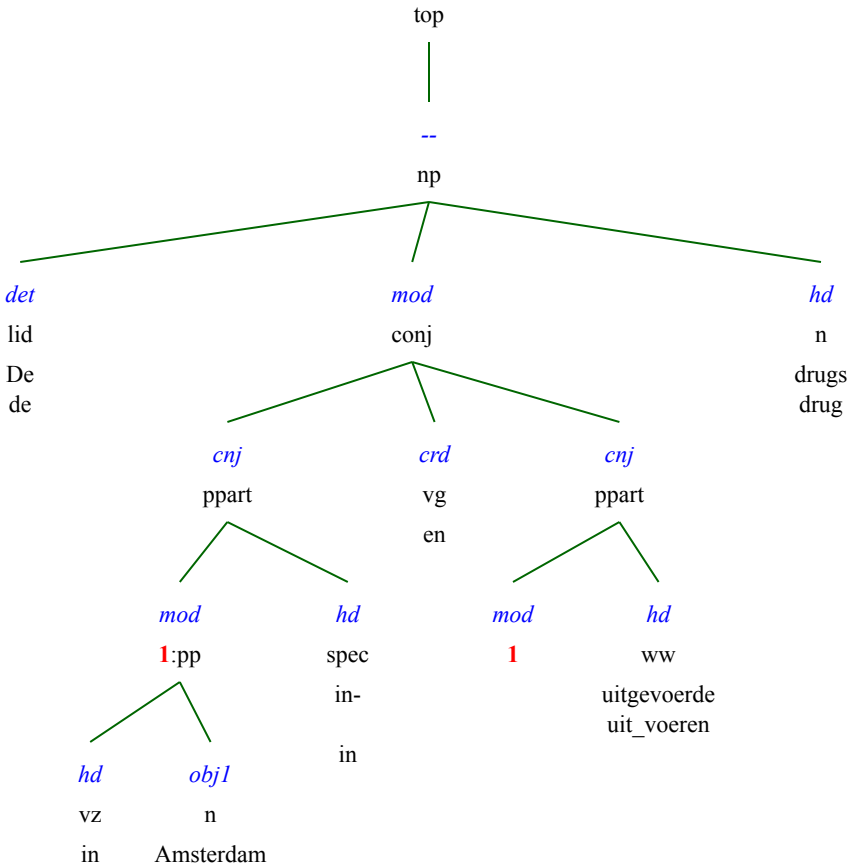 top
--
np
det mod hd
lid conj n
De drugs
de drug
cnj crd cnj
ppart vg ppart
en
mod hd mod hd
1:pp spec 1 ww
in- uitgevoerde
uit_voeren
in
hd obj1
vz n
in Amsterdam